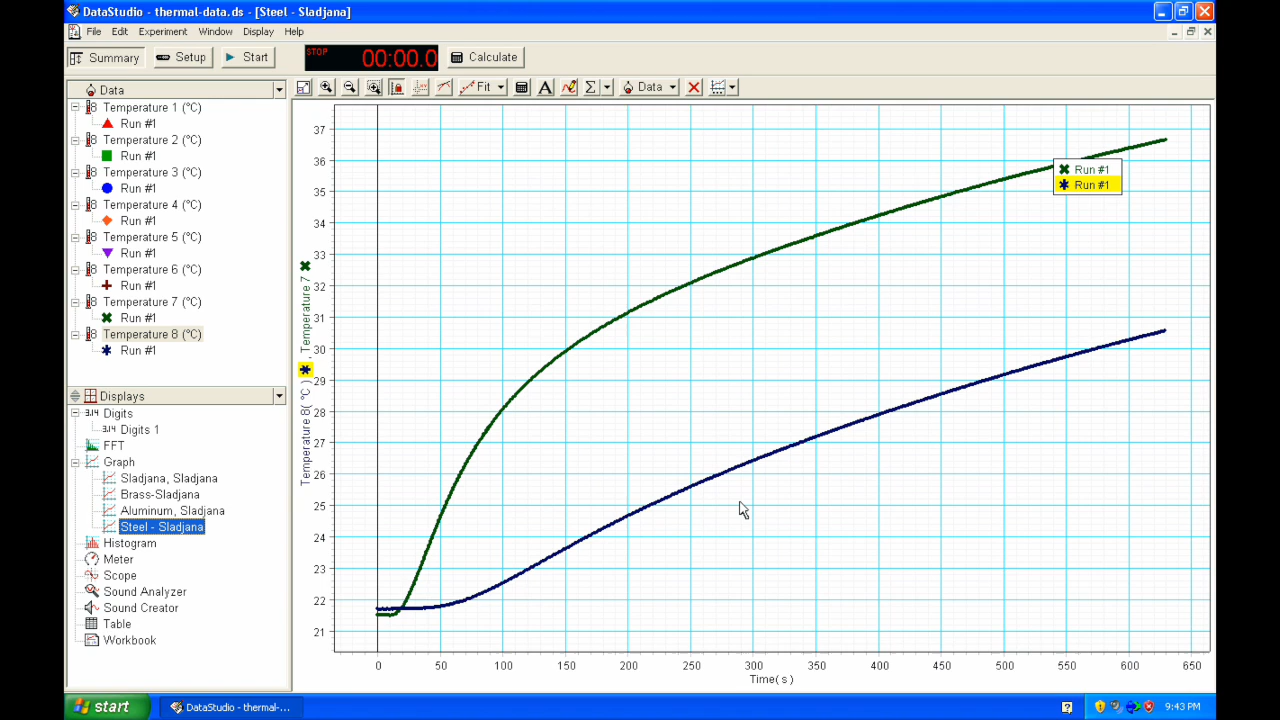 DataStudio - thermal-data.ds - [Steel - Sladjana]
File Edit Experiment Window Display Help
Summary Setup Start STOP 00:00.0 Calculate
Fit A Σ Data
Data
Temperature 1 (°C)
Run #1
Temperature 2 (°C)
Run #1
Temperature 3 (°C)
Run #1
Temperature 4 (°C)
Run #1
Temperature 5 (°C)
Run #1
Temperature 6 (°C)
Run #1
Temperature 7 (°C)
Run #1
Temperature 8 (°C)
Run #1
Displays
3.14 Digits
3.14 Digits 1
FFT
Graph
Sladjana, Sladjana
Brass-Sladjana
Aluminum, Sladjana
Steel - Sladjana
Histogram
Meter
Scope
Sound Analyzer
Sound Creator
Table
Workbook
Temperature 8( °C ) , Temperature 7
37
36
35
34
33
32
31
30
29
28
27
26
25
24
23
22
21
Run #1
Run #1
0 50 100 150 200 250 300 350 400 450 500 550 600 650
Time( s )
start DataStudio - thermal-... 9:43 PM